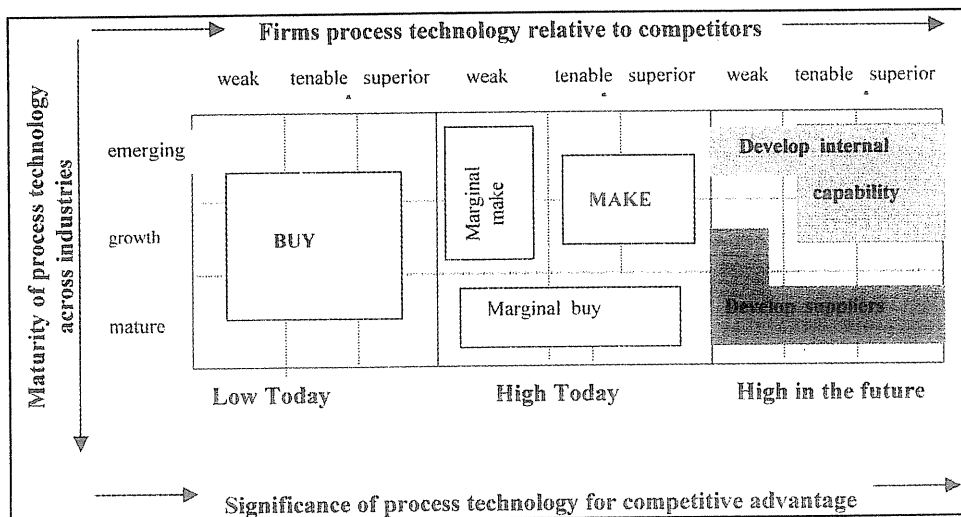 Firms process technology relative to competitors
weak tenable superior weak tenable superior weak tenable superior
Maturity of process technology
across industries
emerging
growth
mature
BUY
Marginal
make
MAKE
Marginal buy
Develop internal
capability
Develop suppliers
Low Today High Today High in the future
Significance of process technology for competitive advantage